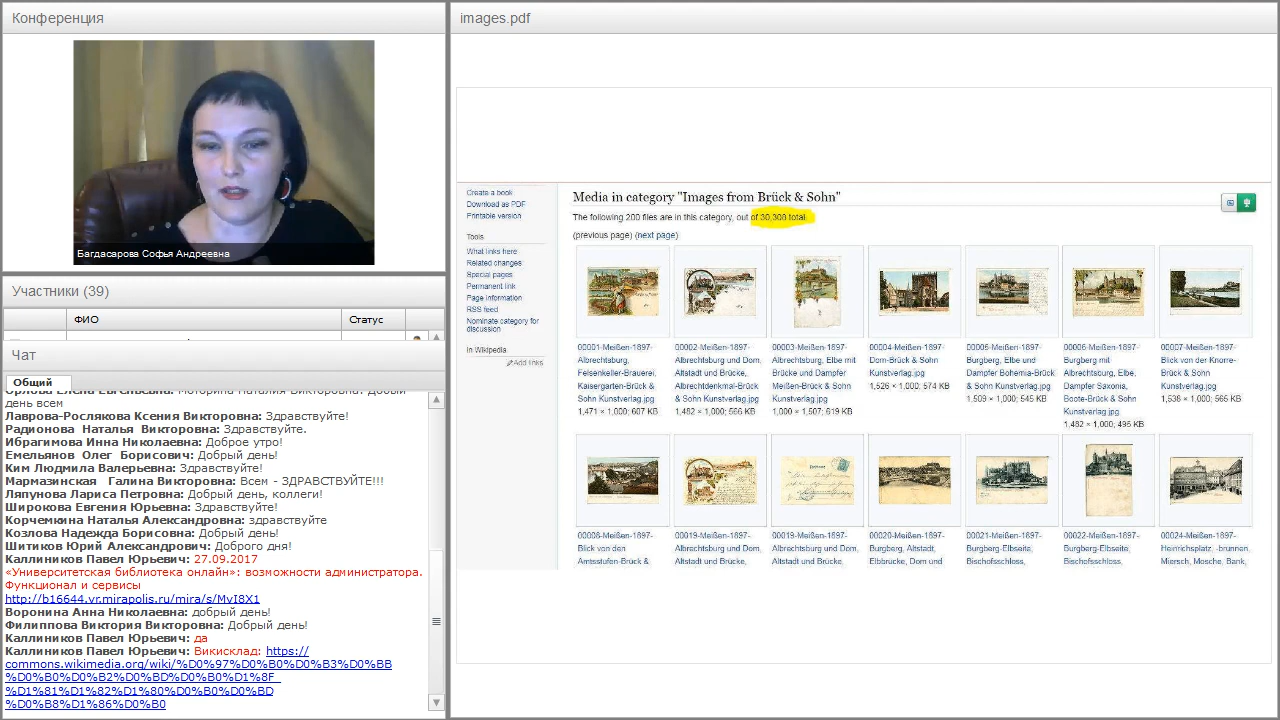 Конференция
Багдасарова Софья Андреевна
Участники (39)
ФИО
Статус
Чат
Общий
день всем
Лаврова-Рослякова Ксения Викторовна: Здравствуйте!
Радионова Наталья Викторовна: Здравствуйте.
Ибрагимова Инна Николаевна: Доброе утро!
Емельянов Олег Борисович: Добрый день!
Ким Людмила Валерьевна: Здравствуйте!
Мармазинская Галина Викторовна: Всем - ЗДРАВСТВУЙТЕ!!!
Ляпунова Лариса Петровна: Добрый день, коллеги!
Широкова Евгения Юрьевна: Здравствуйте!
Корчемкина Наталья Александровна: здравствуйте
Козлова Надежда Борисовна: Добрый день!
Шитиков Юрий Александрович: Доброго дня!
Каллиников Павел Юрьевич: 27.09.2017
«Университетская библиотека онлайн»: возможности администратора.
Функционал и сервисы
http://b16644.vr.mirapolis.ru/mira/s/MvI8X1
Воронина Анна Николаевна: добрый день!
Филиппова Виктория Викторовна: Добрый день!
Каллиников Павел Юрьевич: да
Каллиников Павел Юрьевич: Викисклад: https://
commons.wikimedia.org/wiki/%D0%97%D0%B0%D0%B3%D0%BB
%D0%B0%D0%B2%D0%BD%D0%B0%D1%8F_
%D1%81%D1%82%D1%80%D0%B0%D0%BD
%D0%B8%D1%86%D0%B0
images.pdf
Create a book
Download as PDF
Printable version
Tools
What links here
Related changes
Special pages
Permanent link
Page information
RSS feed
Nominate category for
discussion
In Wikipedia
Add links
Media in category "Images from Brück & Sohn"
The following 200 files are in this category, out of 30,300 total.
(previous page) (next page)
00001-Meißen-1897-
Albrechtsburg,
Felsenkeller-Brauerei,
Kaisergarten-Brück &
Sohn Kunstverlag.jpg
1,471 × 1,000; 607 KB
00002-Meißen-1897-
Albrechtsburg und Dom,
Altstadt und Brücke,
Albrechtdenkmal-Brück
& Sohn Kunstverlag.jpg
1,482 × 1,000; 566 KB
00003-Meißen-1897-
Albrechtsburg, Elbe mit
Brücke und Dampfer
Meißen-Brück & Sohn
Kunstverlag.jpg
1,000 × 1,507; 619 KB
00004-Meißen-1897-
Dom-Brück & Sohn
Kunstverlag.jpg
1,526 × 1,000; 574 KB
00005-Meißen-1897-
Burgberg, Elbe und
Dampfer Bohemia-Brück
& Sohn Kunstverlag.jpg
1,509 × 1,000; 545 KB
00006-Meißen-1897-
Burgberg mit
Albrechtsburg, Elbe,
Dampfer Saxonia,
Boote-Brück & Sohn
Kunstverlag.jpg
1,482 × 1,000; 495 KB
00007-Meißen-1897-
Blick von der Knorre-
Brück & Sohn
Kunstverlag.jpg
1,538 × 1,000; 565 KB
00008-Meißen-1897-
Blick von den
Amtsstufen-Brück &
00019-Meißen-1897-
Albrechtsburg und Dom,
Altstadt und Brücke,
00019-Meißen-1897-
Albrechtsburg und Dom,
Altstadt und Brücke,
00020-Meißen-1897-
Burgberg, Altstadt,
Elbbrücke, Dom und
00021-Meißen-1897-
Burgberg-Elbseite,
Bischofsschloss,
00022-Meißen-1897-
Burgberg-Elbseite,
Bischofsschloss,
00024-Meißen-1897-
Heinrichsplatz, -brunnen,
Miersch, Mosche, Bank,